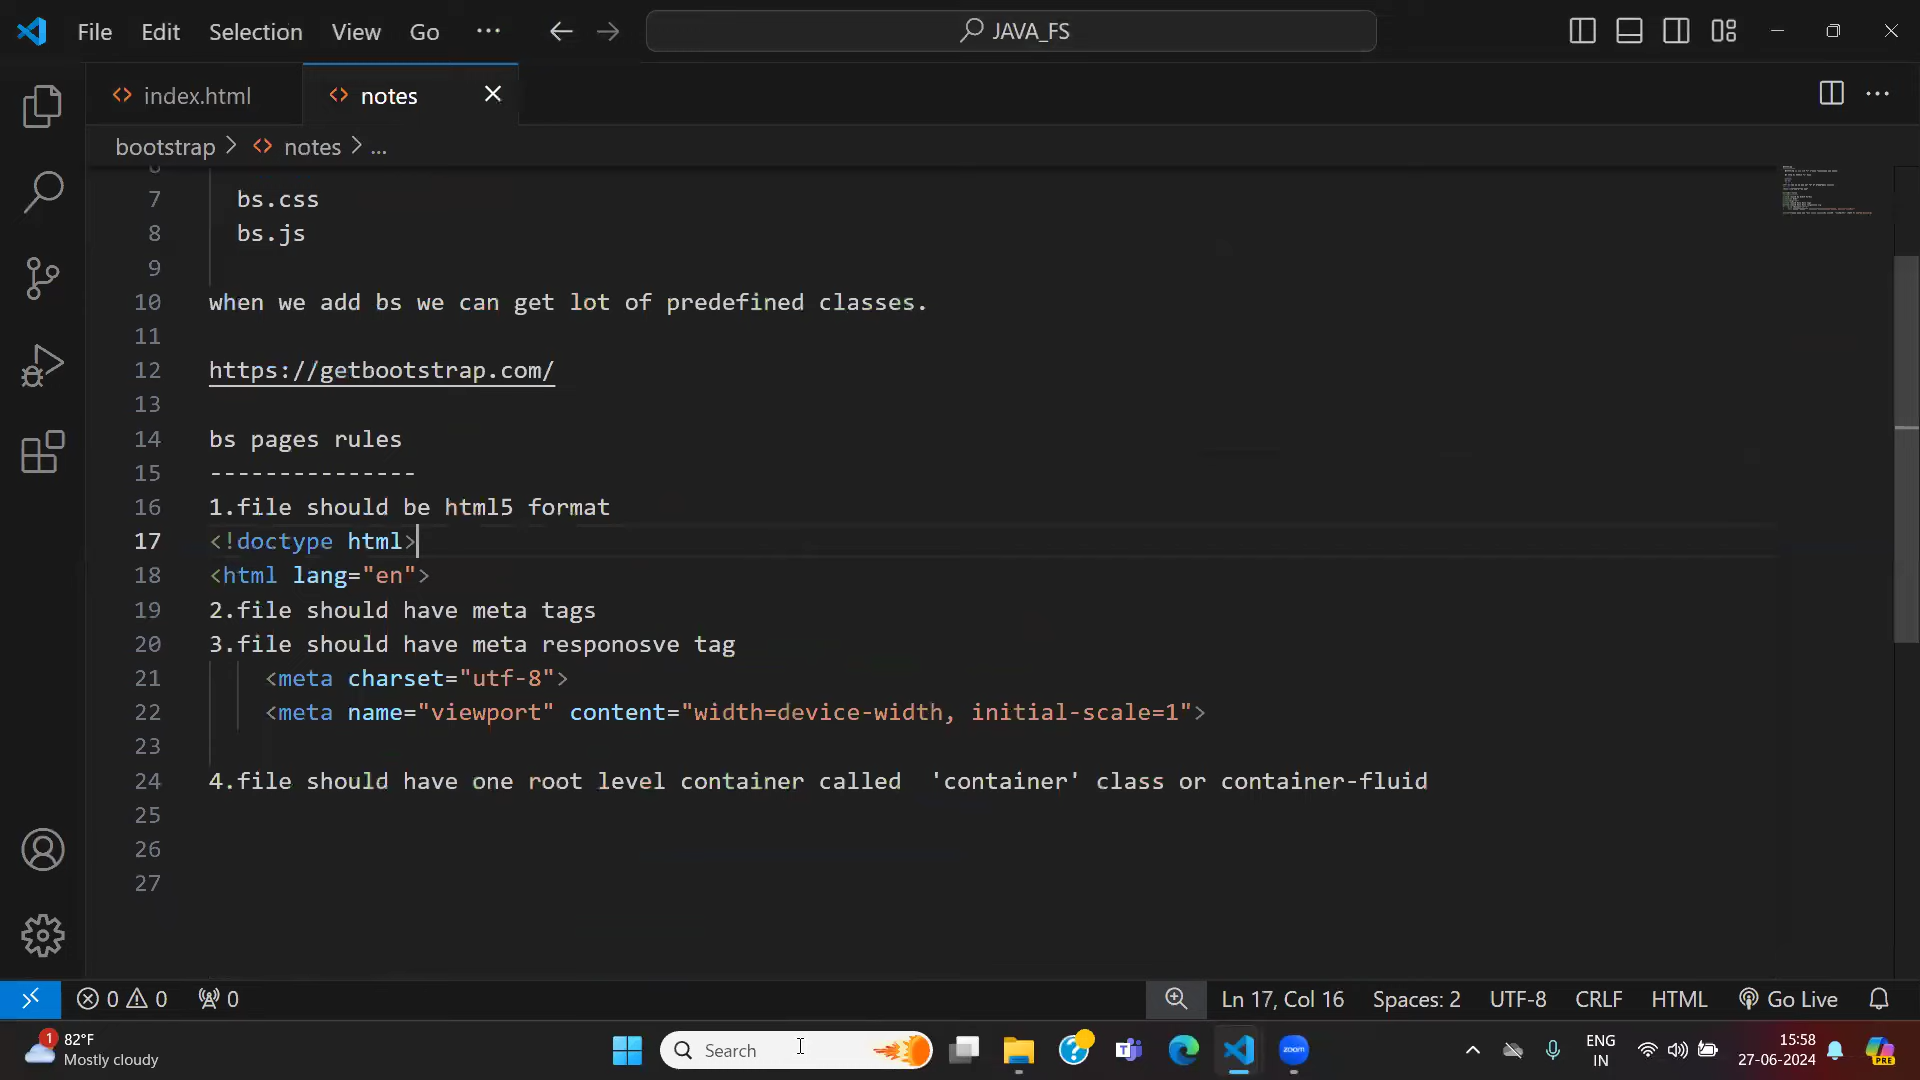 File Edit Selection View Go ··· JAVA_FS
index.html notes
bootstrap > notes > ...
7 bs.css
8 bs.js
9
10 when we add bs we can get lot of predefined classes.
11
12 https://getbootstrap.com/
13
14 bs pages rules
15 ---------------
16 1.file should be html5 format
17 <!doctype html>
18 <html lang="en">
19 2.file should have meta tags
20 3.file should have meta responosve tag
21 <meta charset="utf-8">
22 <meta name="viewport" content="width=device-width, initial-scale=1">
23
24 4.file should have one root level container called  'container' class or container-fluid
25
26
27
0 0 0 Ln 17, Col 16 Spaces: 2 UTF-8 CRLF HTML Go Live
1 82°F
Mostly cloudy
Search
zoom
ENG
IN
15:58
27-06-2024
PRE